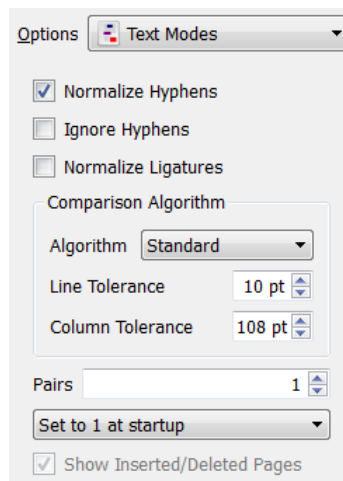 Options Text Modes
Normalize Hyphens
Ignore Hyphens
Normalize Ligatures
Comparison Algorithm
Algorithm Standard
Line Tolerance 10 pt
Column Tolerance 108 pt
Pairs 1
Set to 1 at startup
Show Inserted/Deleted Pages